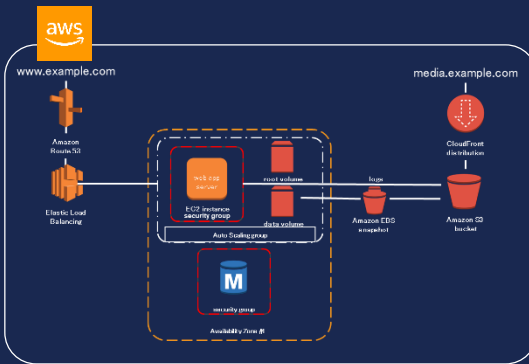 aws
www.example.com
media.example.com
Amazon
Route 53
CloudFront
distribution
web app
server
root volume
logs
EC2 instance
security group
Elastic Load
Balancing
data volume
Amazon EBS
snapshot
Amazon S3
bucket
Auto Scaling group
M
security group
Availability Zone #1